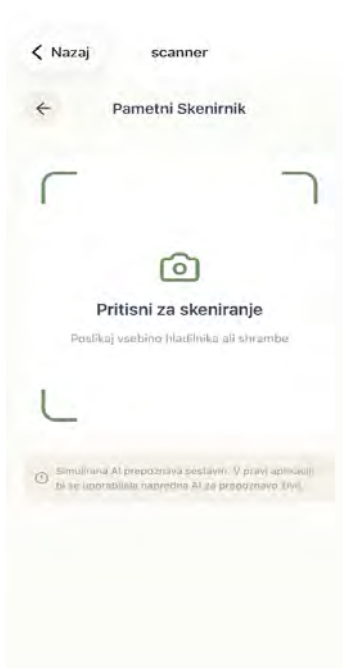 Nazaj scanner
Pametni Skenirnik
Pritisni za skeniranje
Poslikaj vsebino hladilnika ali shrambe
Simulirana AI prepoznava sestavin. V pravi aplikaciji
bi se uporabljala napredna AI za prepoznavo živil.